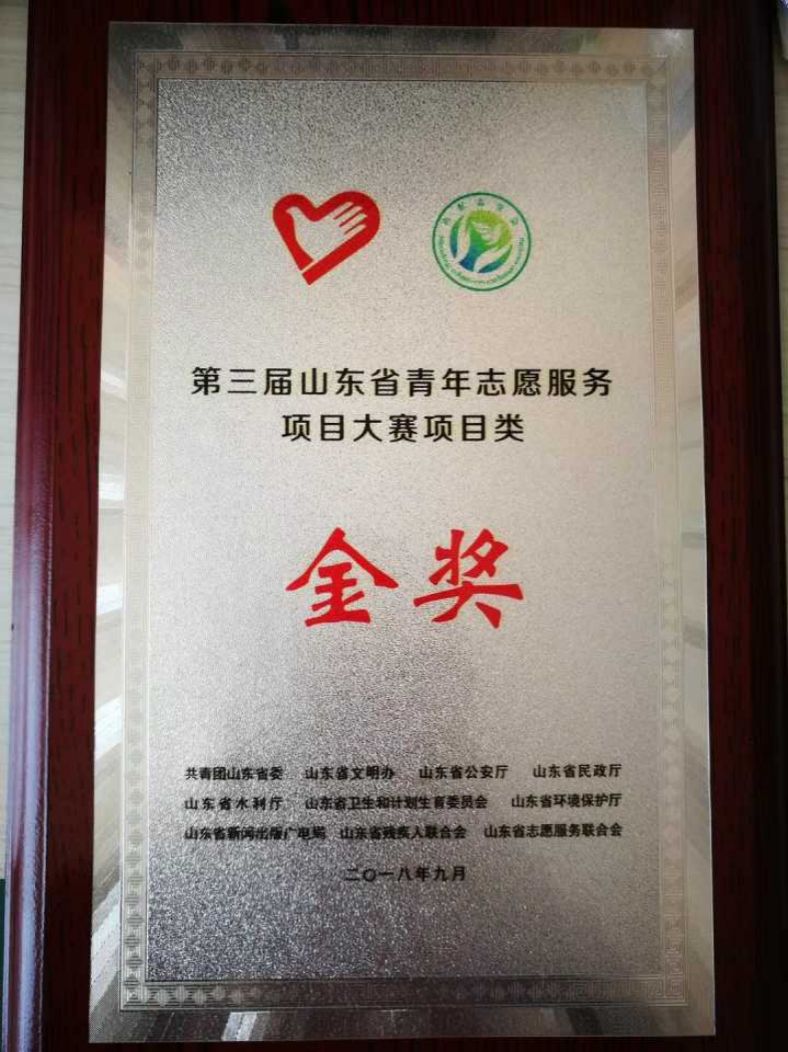 第三届山东省青年志愿服务
项目大赛项目类
金奖
共青团山东省委 山东省文明办 山东省公安厅 山东省民政厅
山东省水利厅 山东省卫生和计划生育委员会 山东省环境保护厅
山东省新闻出版广电局 山东省残疾人联合会 山东省志愿服务联合会
二〇一八年九月